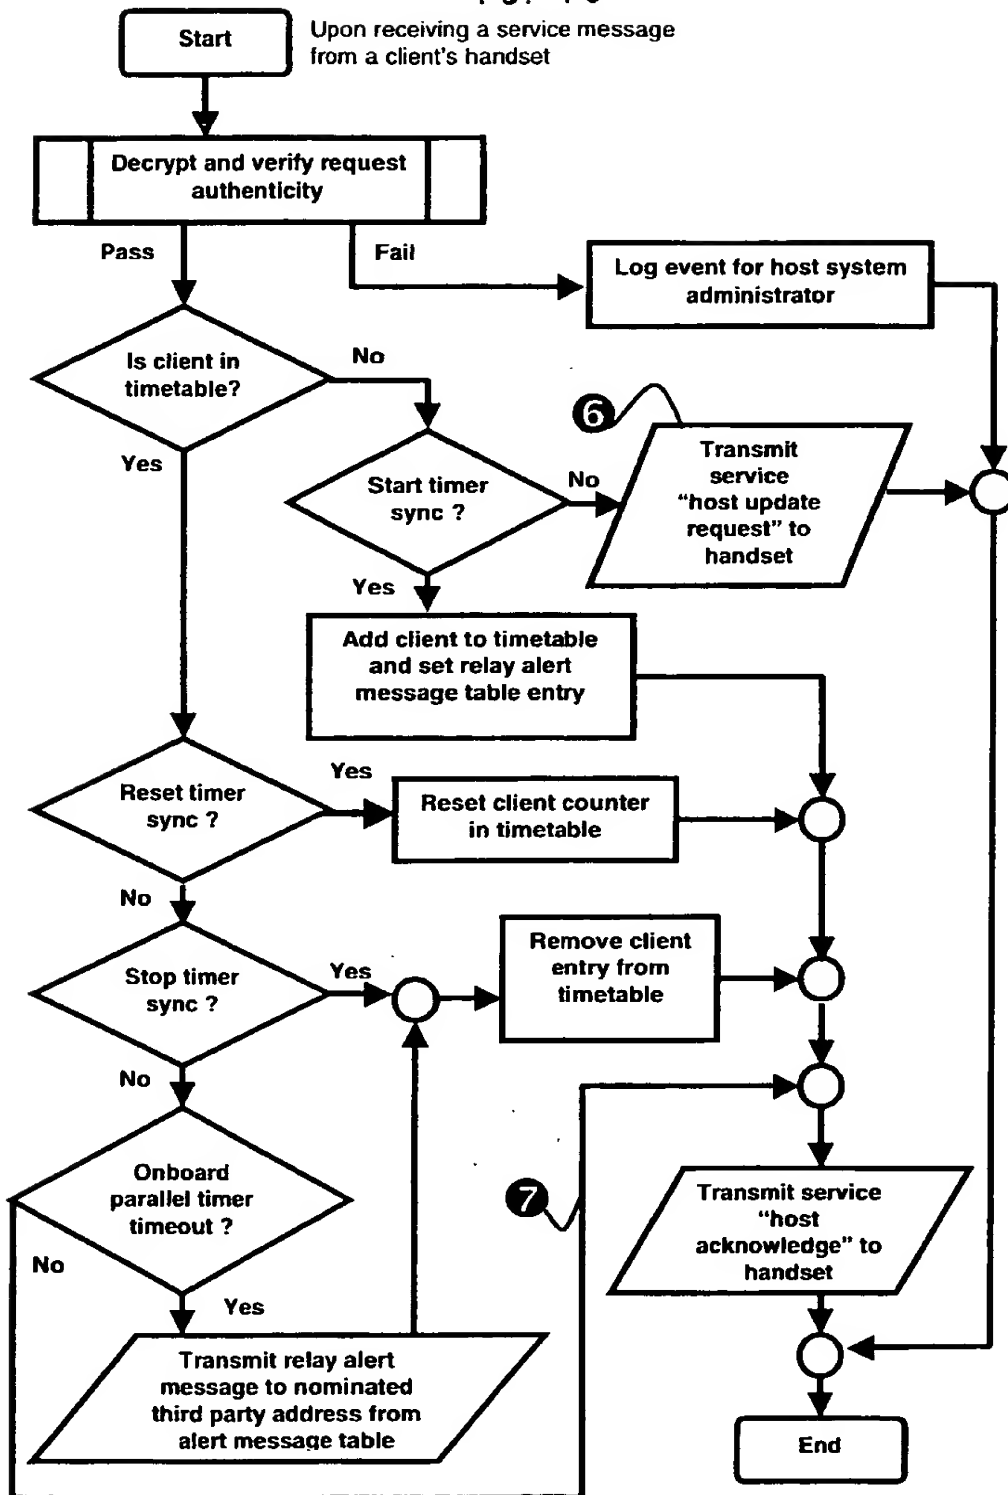 Start
Upon receiving a service message
from a client's handset
Decrypt and verify request
authenticity
Pass
Fail
Log event for host system
administrator
Is client in
timetable?
No
Yes
6
Start timer
sync ?
No
Transmit
service
“host update
request” to
handset
Yes
Add client to timetable
and set relay alert
message table entry
Reset timer
sync ?
Yes
Reset client counter
in timetable
No
Stop timer
sync ?
Yes
Remove client
entry from
timetable
No
Onboard
parallel timer
timeout ?
7
Transmit service
“host
acknowledge” to
handset
No
Yes
Transmit relay alert
message to nominated
third party address from
alert message table
End